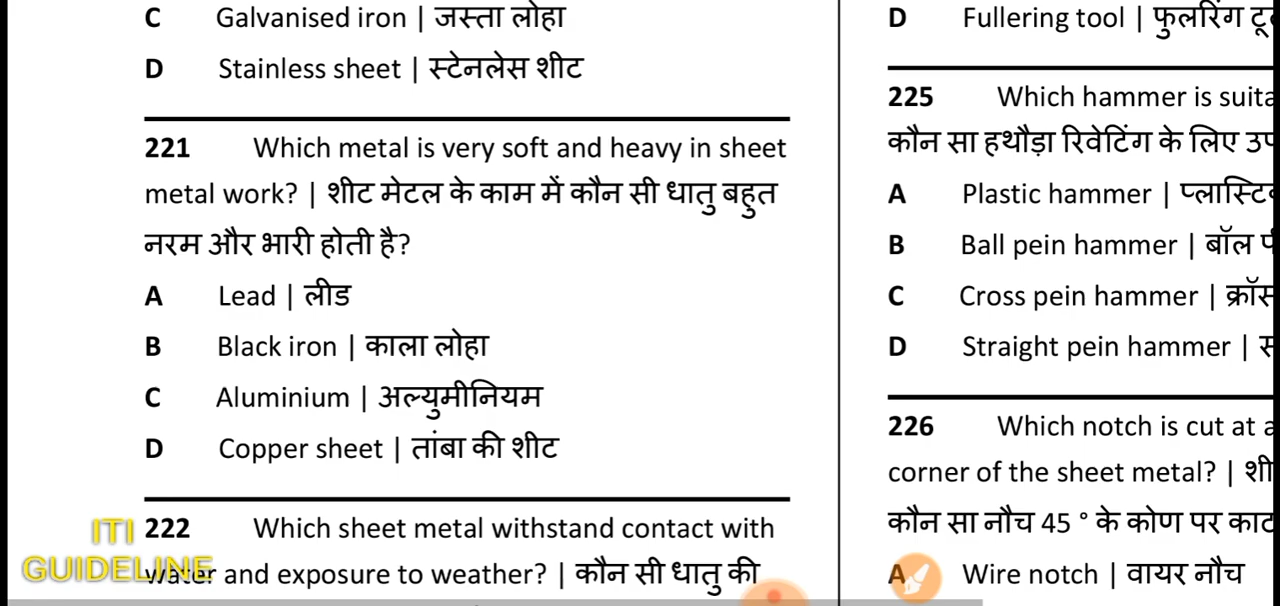 C Galvanised iron | जस्ता लोहा
D Stainless sheet | स्टेनलेस शीट
221 Which metal is very soft and heavy in sheet
metal work? | शीट मेटल के काम में कौन सी धातु बहुत
नरम और भारी होती है?
A Lead | लीड
B Black iron | काला लोहा
C Aluminium | अल्युमीनियम
D Copper sheet | तांबा की शीट
222 Which sheet metal withstand contact with
water and exposure to weather? | कौन सी धातु की
ITI
GUIDELINE
D Fullering tool | फुलरिंग
225 Which hammer is
कौन सा हथौड़ा रिवेटिंग के लिए
A Plastic hammer |
B Ball pein hammer | बॉल
C Cross pein hammer |
D Straight pein hammer |
226 Which notch is cut at
corner of the sheet metal? |
कौन सा नौच 45 ° के कोण पर
A Wire notch | वायर नौच